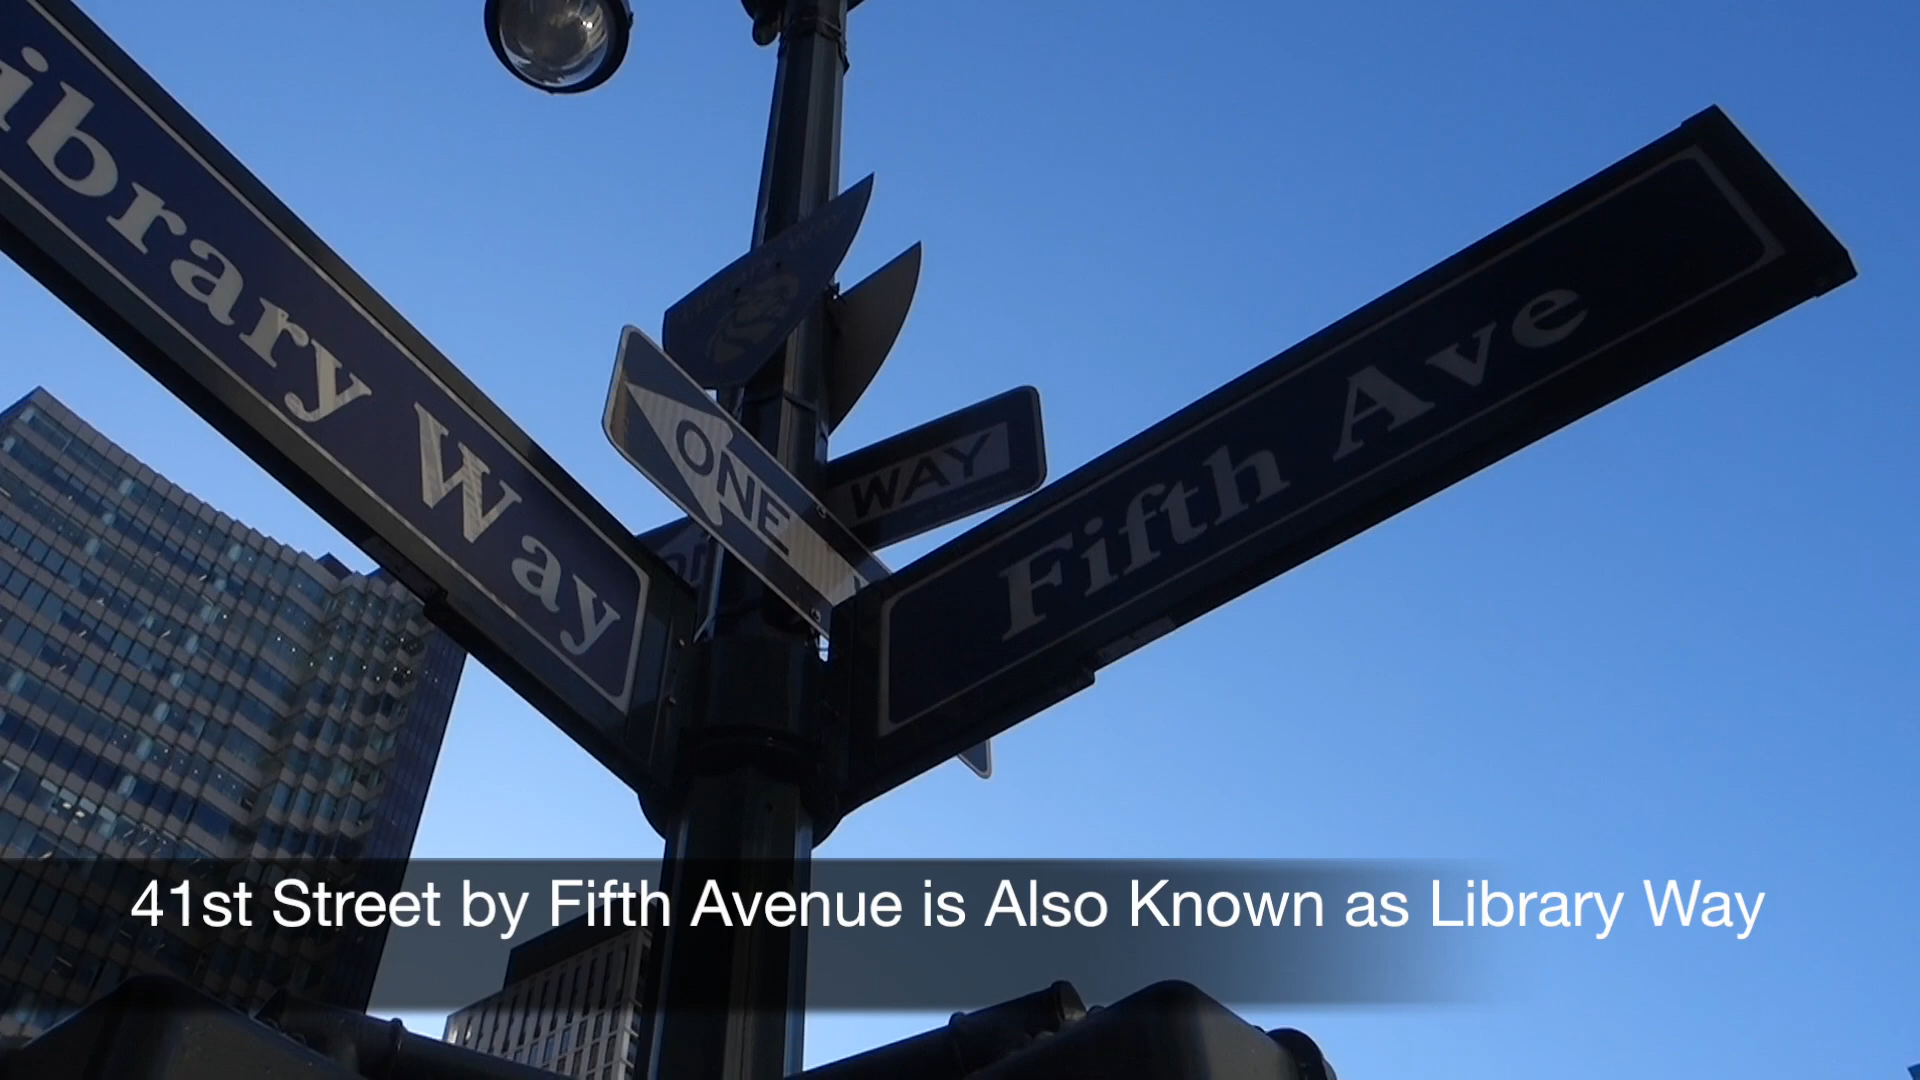 ibrary Way
ONE
WAY
Fifth Ave
41st Street by Fifth Avenue is Also Known as Library Way